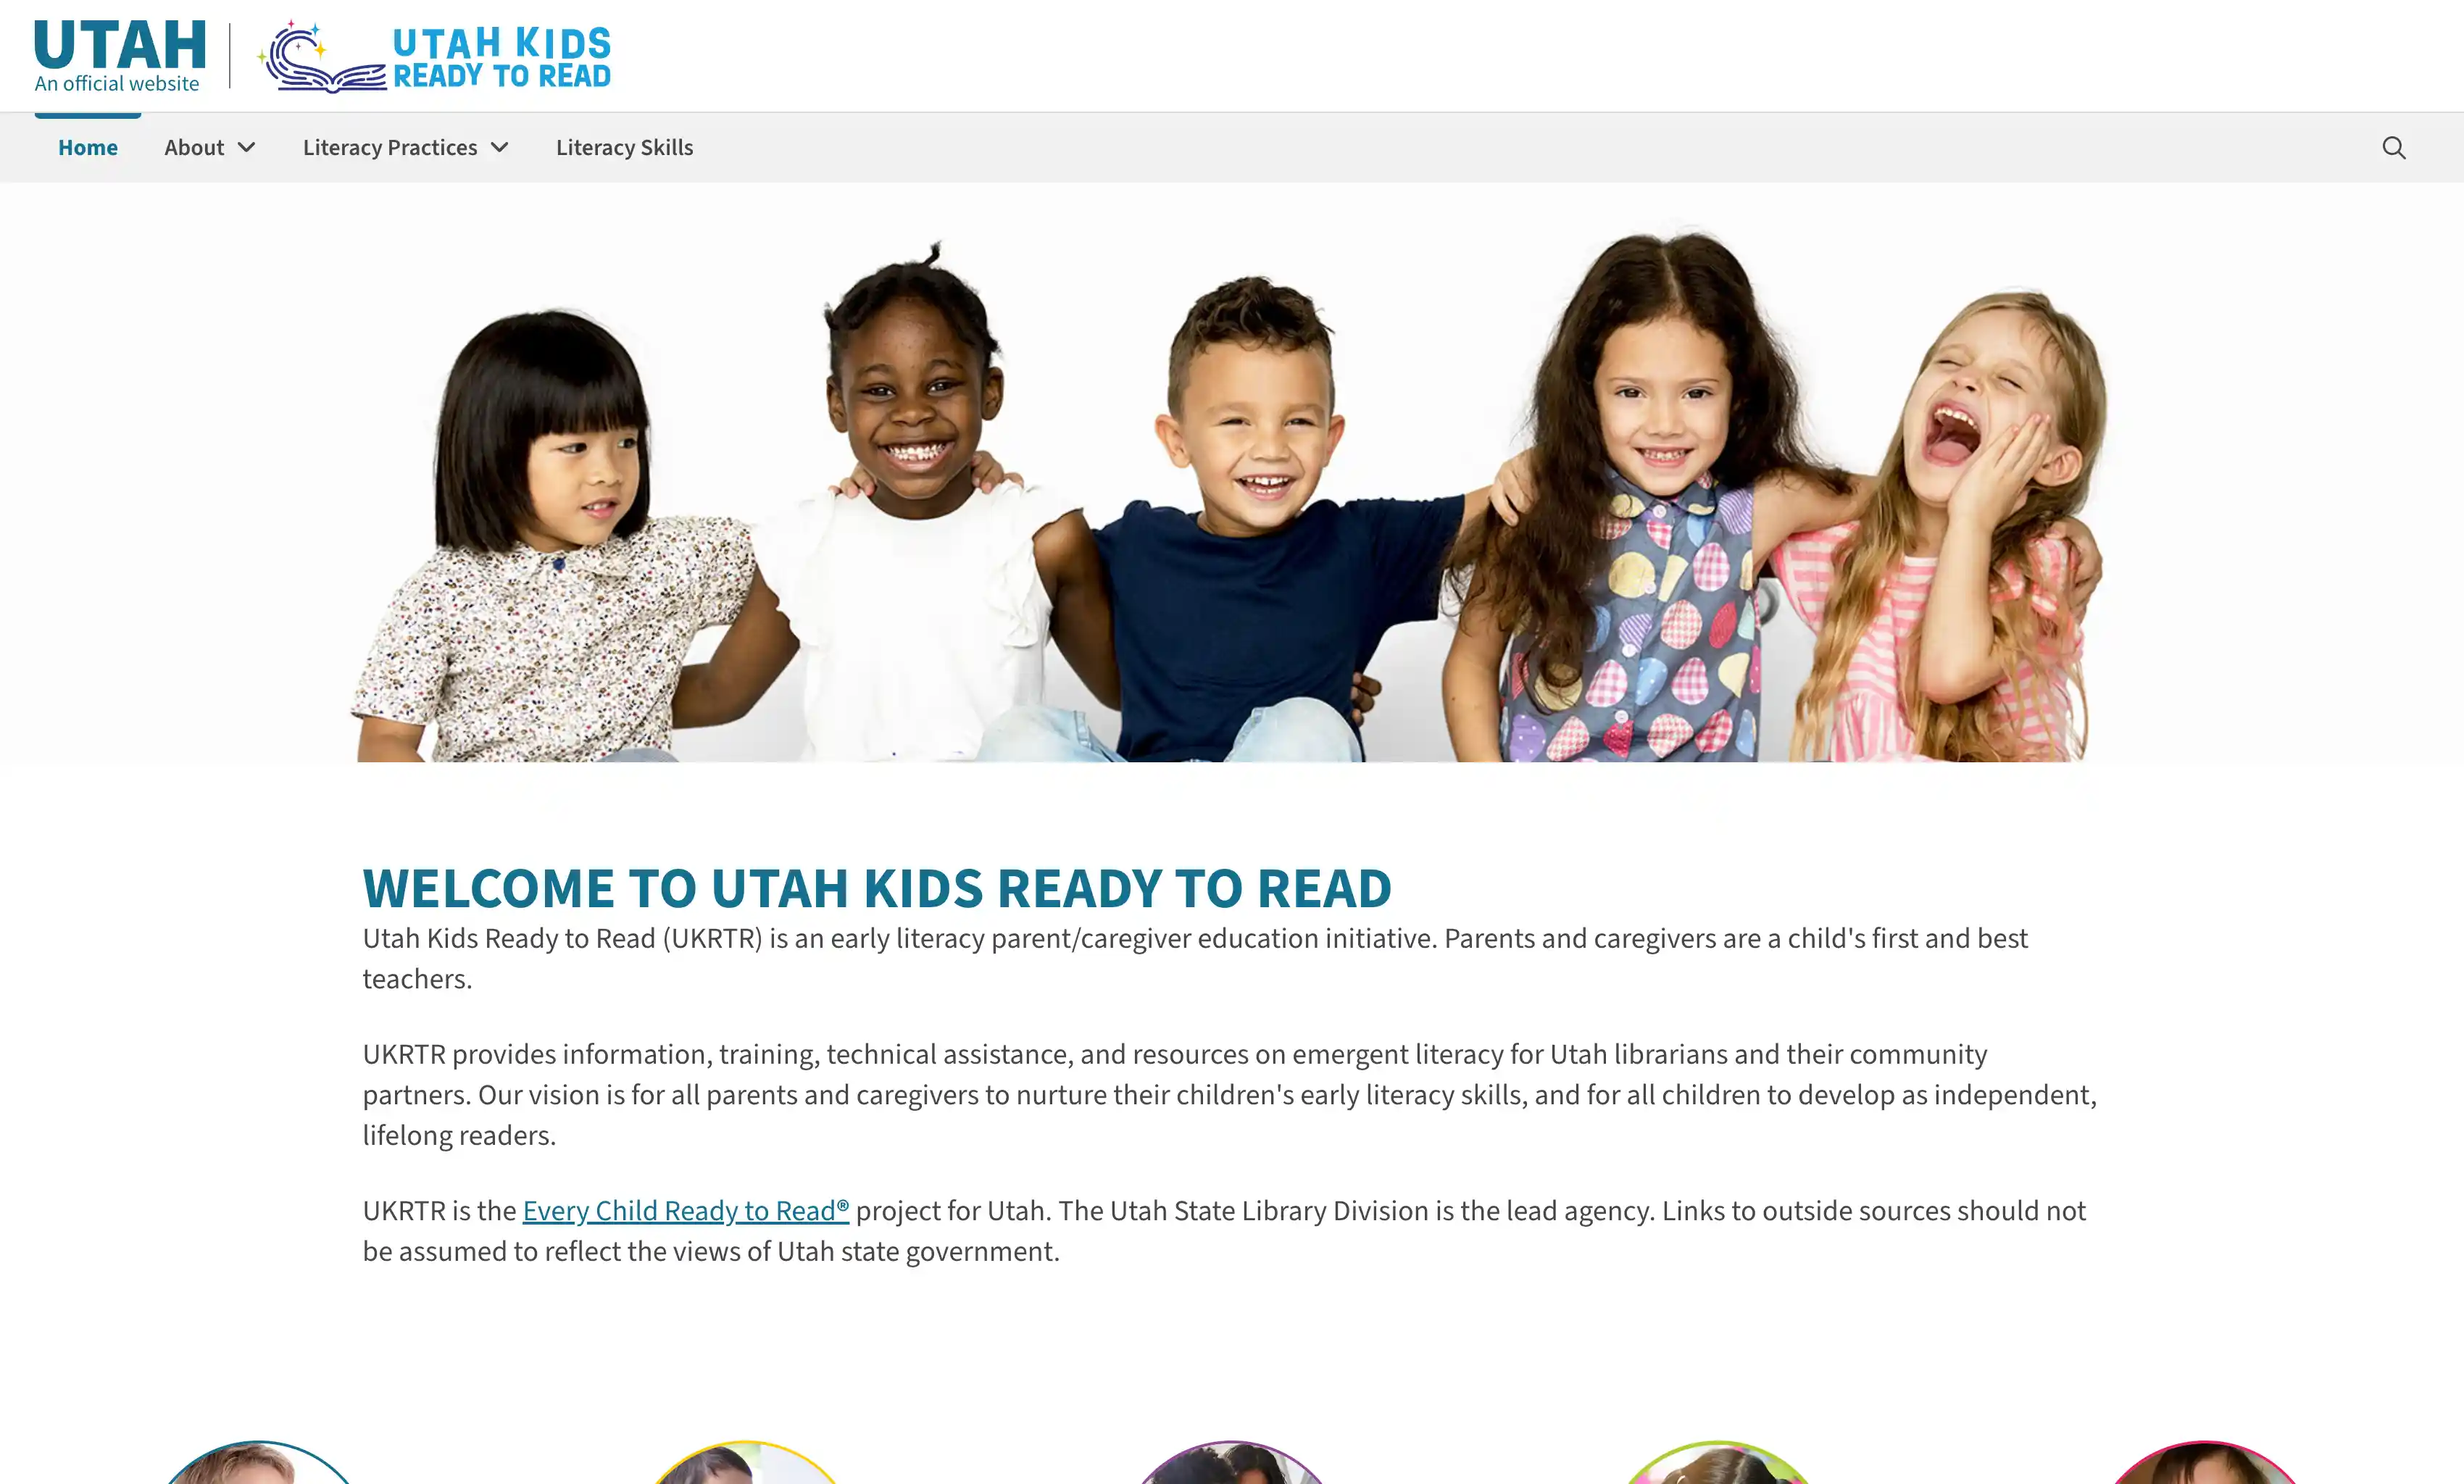 UTAH
An official website
UTAH KIDS
READY TO READ
Home
About
Literacy Practices
Literacy Skills
WELCOME TO UTAH KIDS READY TO READ
Utah Kids Ready to Read (UKRTR) is an early literacy parent/caregiver education initiative. Parents and caregivers are a child's first and best
teachers.
UKRTR provides information, training, technical assistance, and resources on emergent literacy for Utah librarians and their community
partners. Our vision is for all parents and caregivers to nurture their children's early literacy skills, and for all children to develop as independent,
lifelong readers.
UKRTR is the Every Child Ready to Read® project for Utah. The Utah State Library Division is the lead agency. Links to outside sources should not
be assumed to reflect the views of Utah state government.